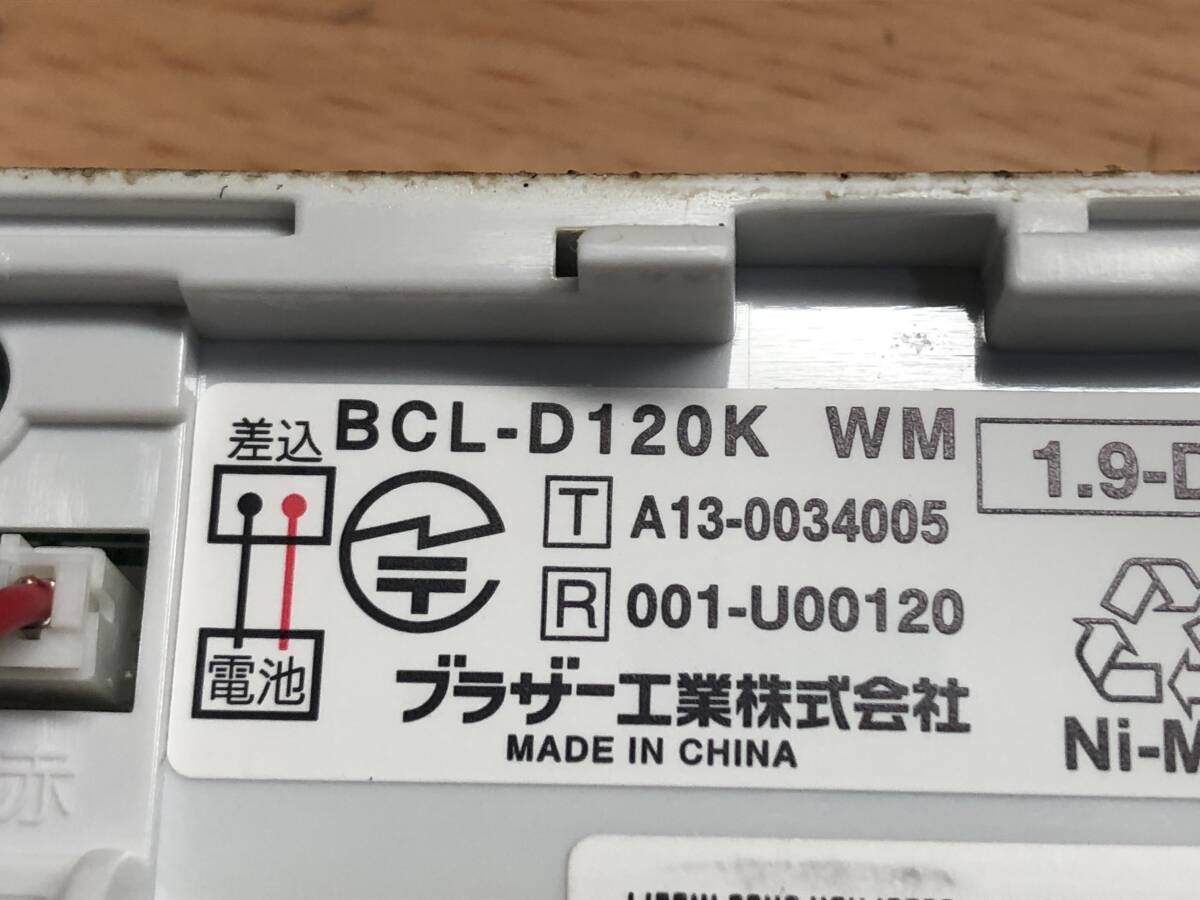 差込
BCL-D120K WM
1.9-D
T A13-0034005
R 001-U00120
電池
ブラザー工業株式会社
MADE IN CHINA
Ni-M
赤